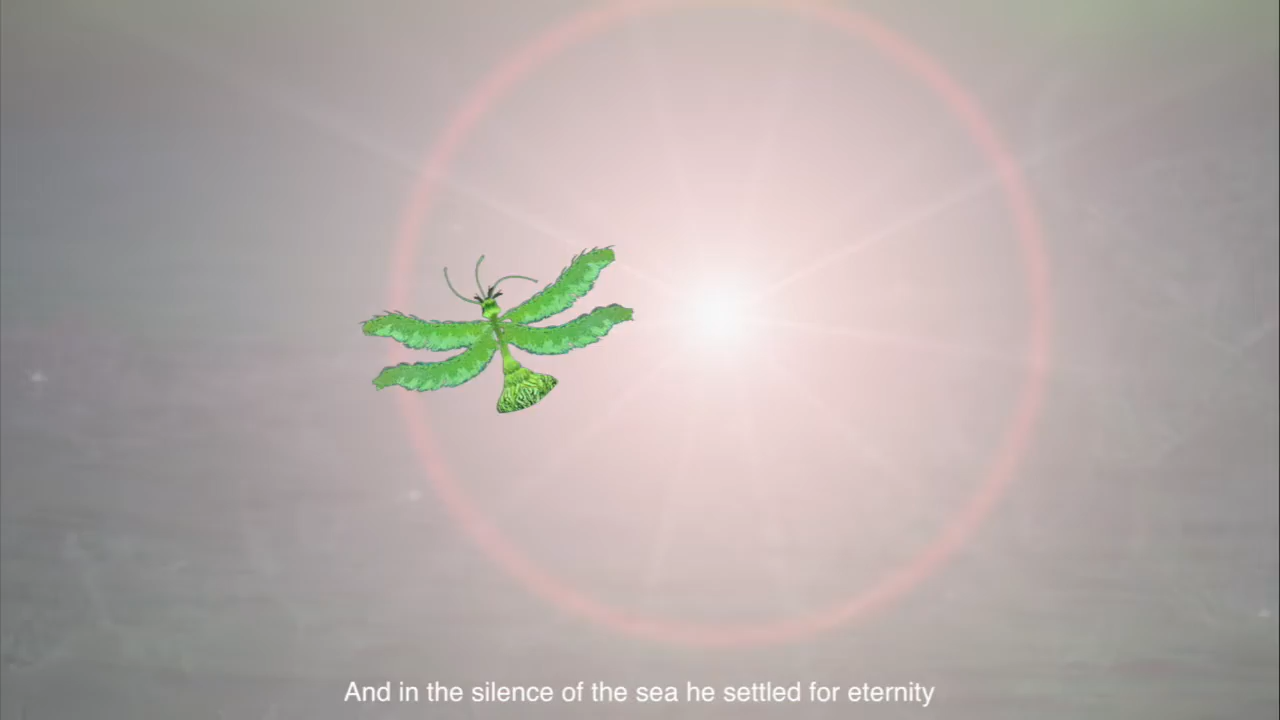 And in the silence of the sea he settled for eternity